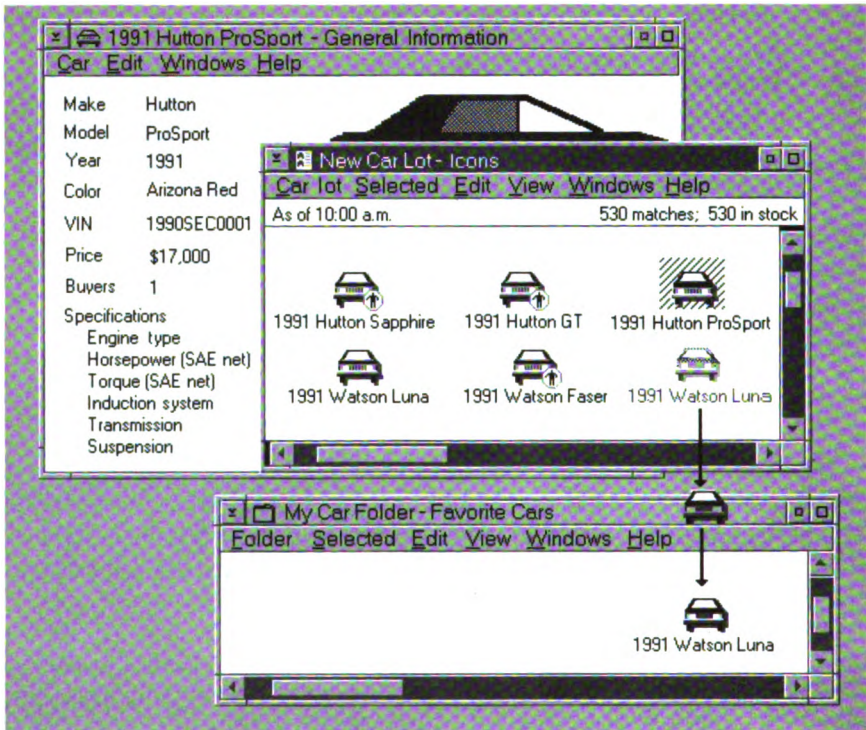 1991 Hutton ProSport - General Information
Car Edit Windows Help
Make Hutton
Model ProSport
Year 1991
Color Arizona Red
VIN 1990SEC0001
Price $17,000
Buyers 1
Specifications
Engine type
Horsepower (SAE net)
Torque (SAE net)
Induction system
Transmission
Suspension
New Car Lot - Icons
Car lot Selected Edit View Windows Help
As of 10:00 a.m. 530 matches; 530 in stock
1991 Hutton Sapphire 1991 Hutton GT 1991 Hutton ProSport
1991 Watson Luna 1991 Watson Faser 1991 Watson Luna
My Car Folder - Favorite Cars
Folder Selected Edit View Windows Help
1991 Watson Luna